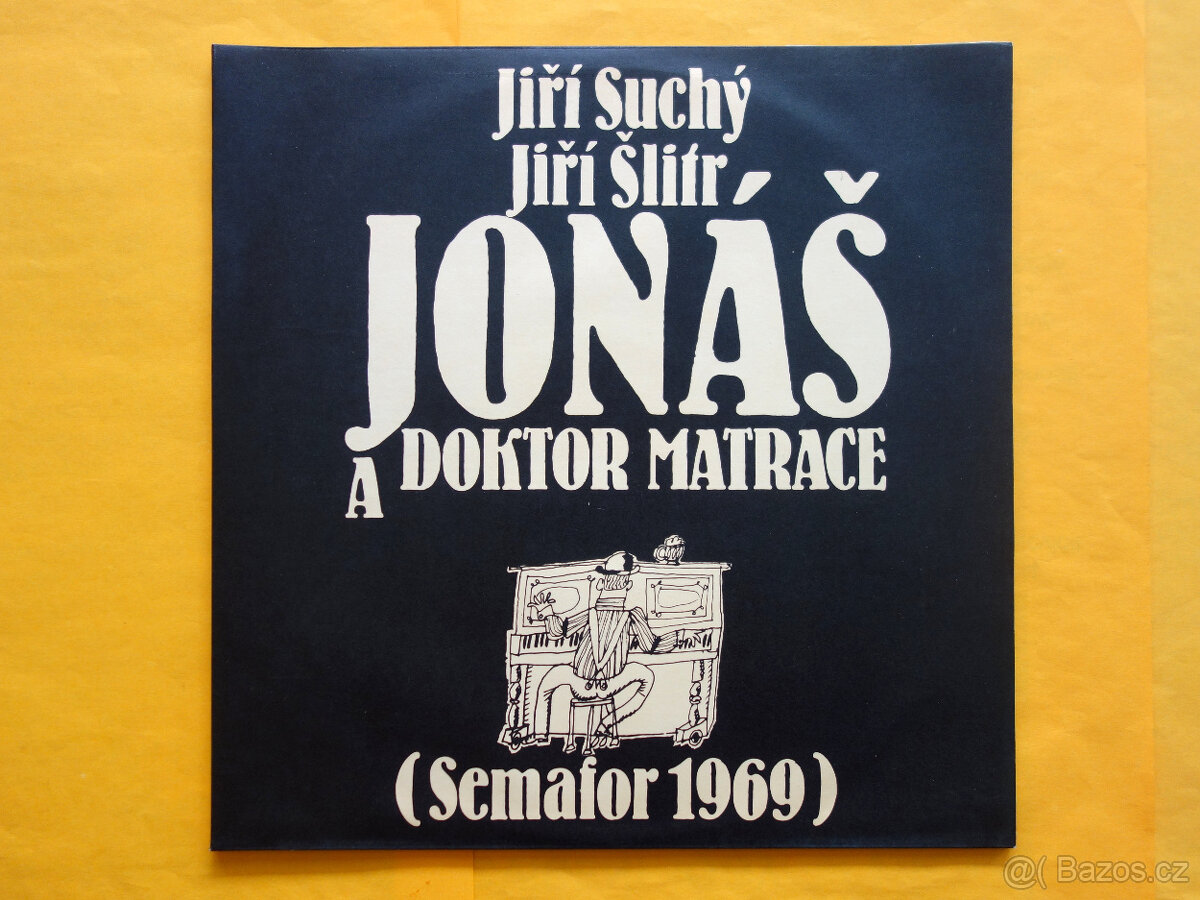 Jiří Suchý
Jiří Šlitr
JONÁŠ
A DOKTOR MATRACE
(Semafor 1969)
@( Bazos.cz